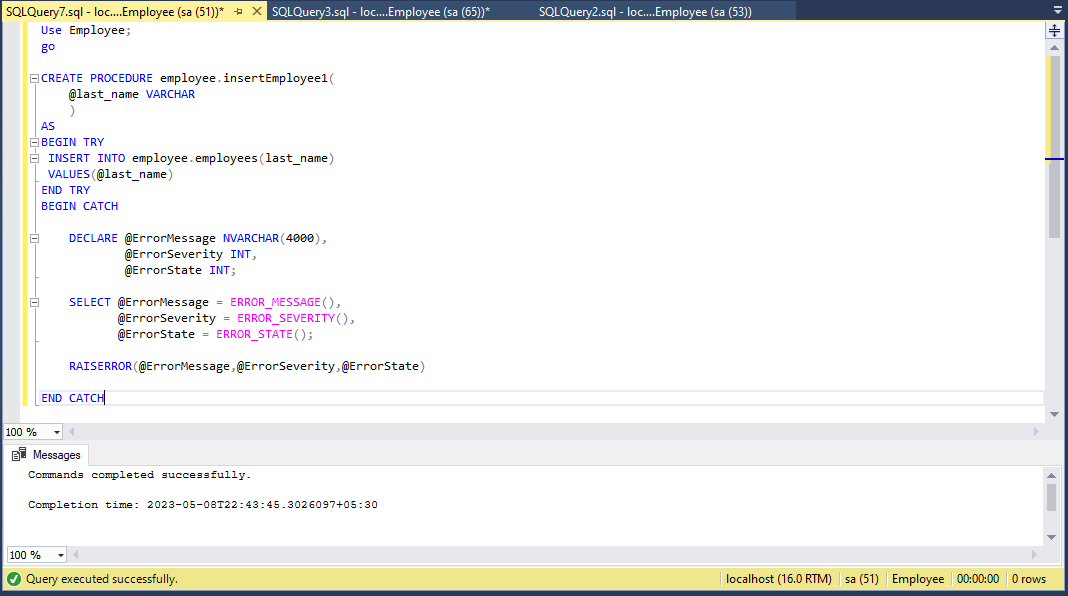 SQLQuery7.sql - loc....Employee (sa (51))* SQLQuery3.sql - loc....Employee (sa (65))* SQLQuery2.sql - loc....Employee (sa (53))
Use Employee;
go
CREATE PROCEDURE employee.insertEmployee1(
@last_name VARCHAR
)
AS
BEGIN TRY
INSERT INTO employee.employees(last_name)
VALUES(@last_name)
END TRY
BEGIN CATCH
DECLARE @ErrorMessage NVARCHAR(4000),
@ErrorSeverity INT,
@ErrorState INT;
SELECT @ErrorMessage = ERROR_MESSAGE(),
@ErrorSeverity = ERROR_SEVERITY(),
@ErrorState = ERROR_STATE();
RAISERROR(@ErrorMessage,@ErrorSeverity,@ErrorState)
END CATCH
100 %
Messages
Commands completed successfully.
Completion time: 2023-05-08T22:43:45.3026097+05:30
100 %
Query executed successfully. localhost (16.0 RTM) sa (51) Employee 00:00:00 0 rows